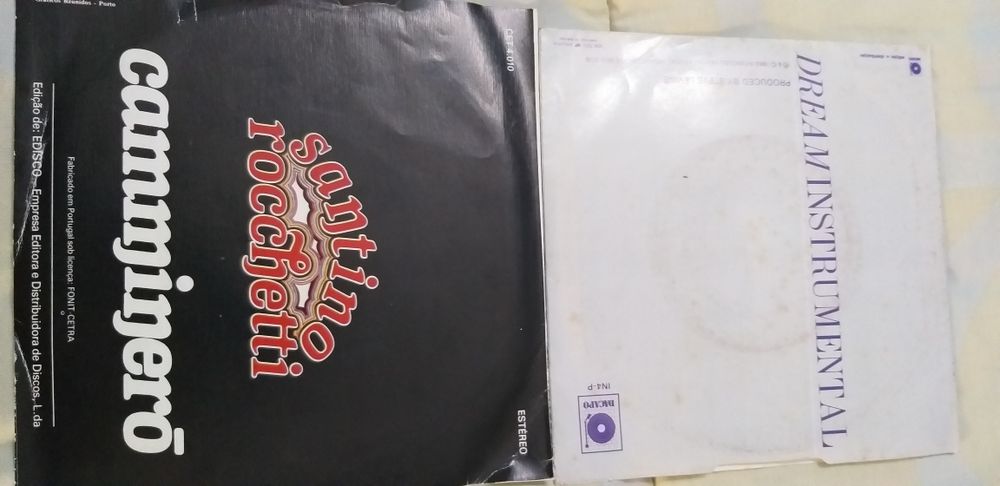 Gráficos Reunidos - Porto
CET 4.010
santino
rocchetti
ESTÉREO
camminerō
Fabricado em Portugal sob licença: FONIT CETRA
Edição de: EDISCO - Empresa Editora e Distribuidora de Discos, L.da
DREAM INSTRUMENTAL
PRODUCED BY
IN4-P
DACAPO